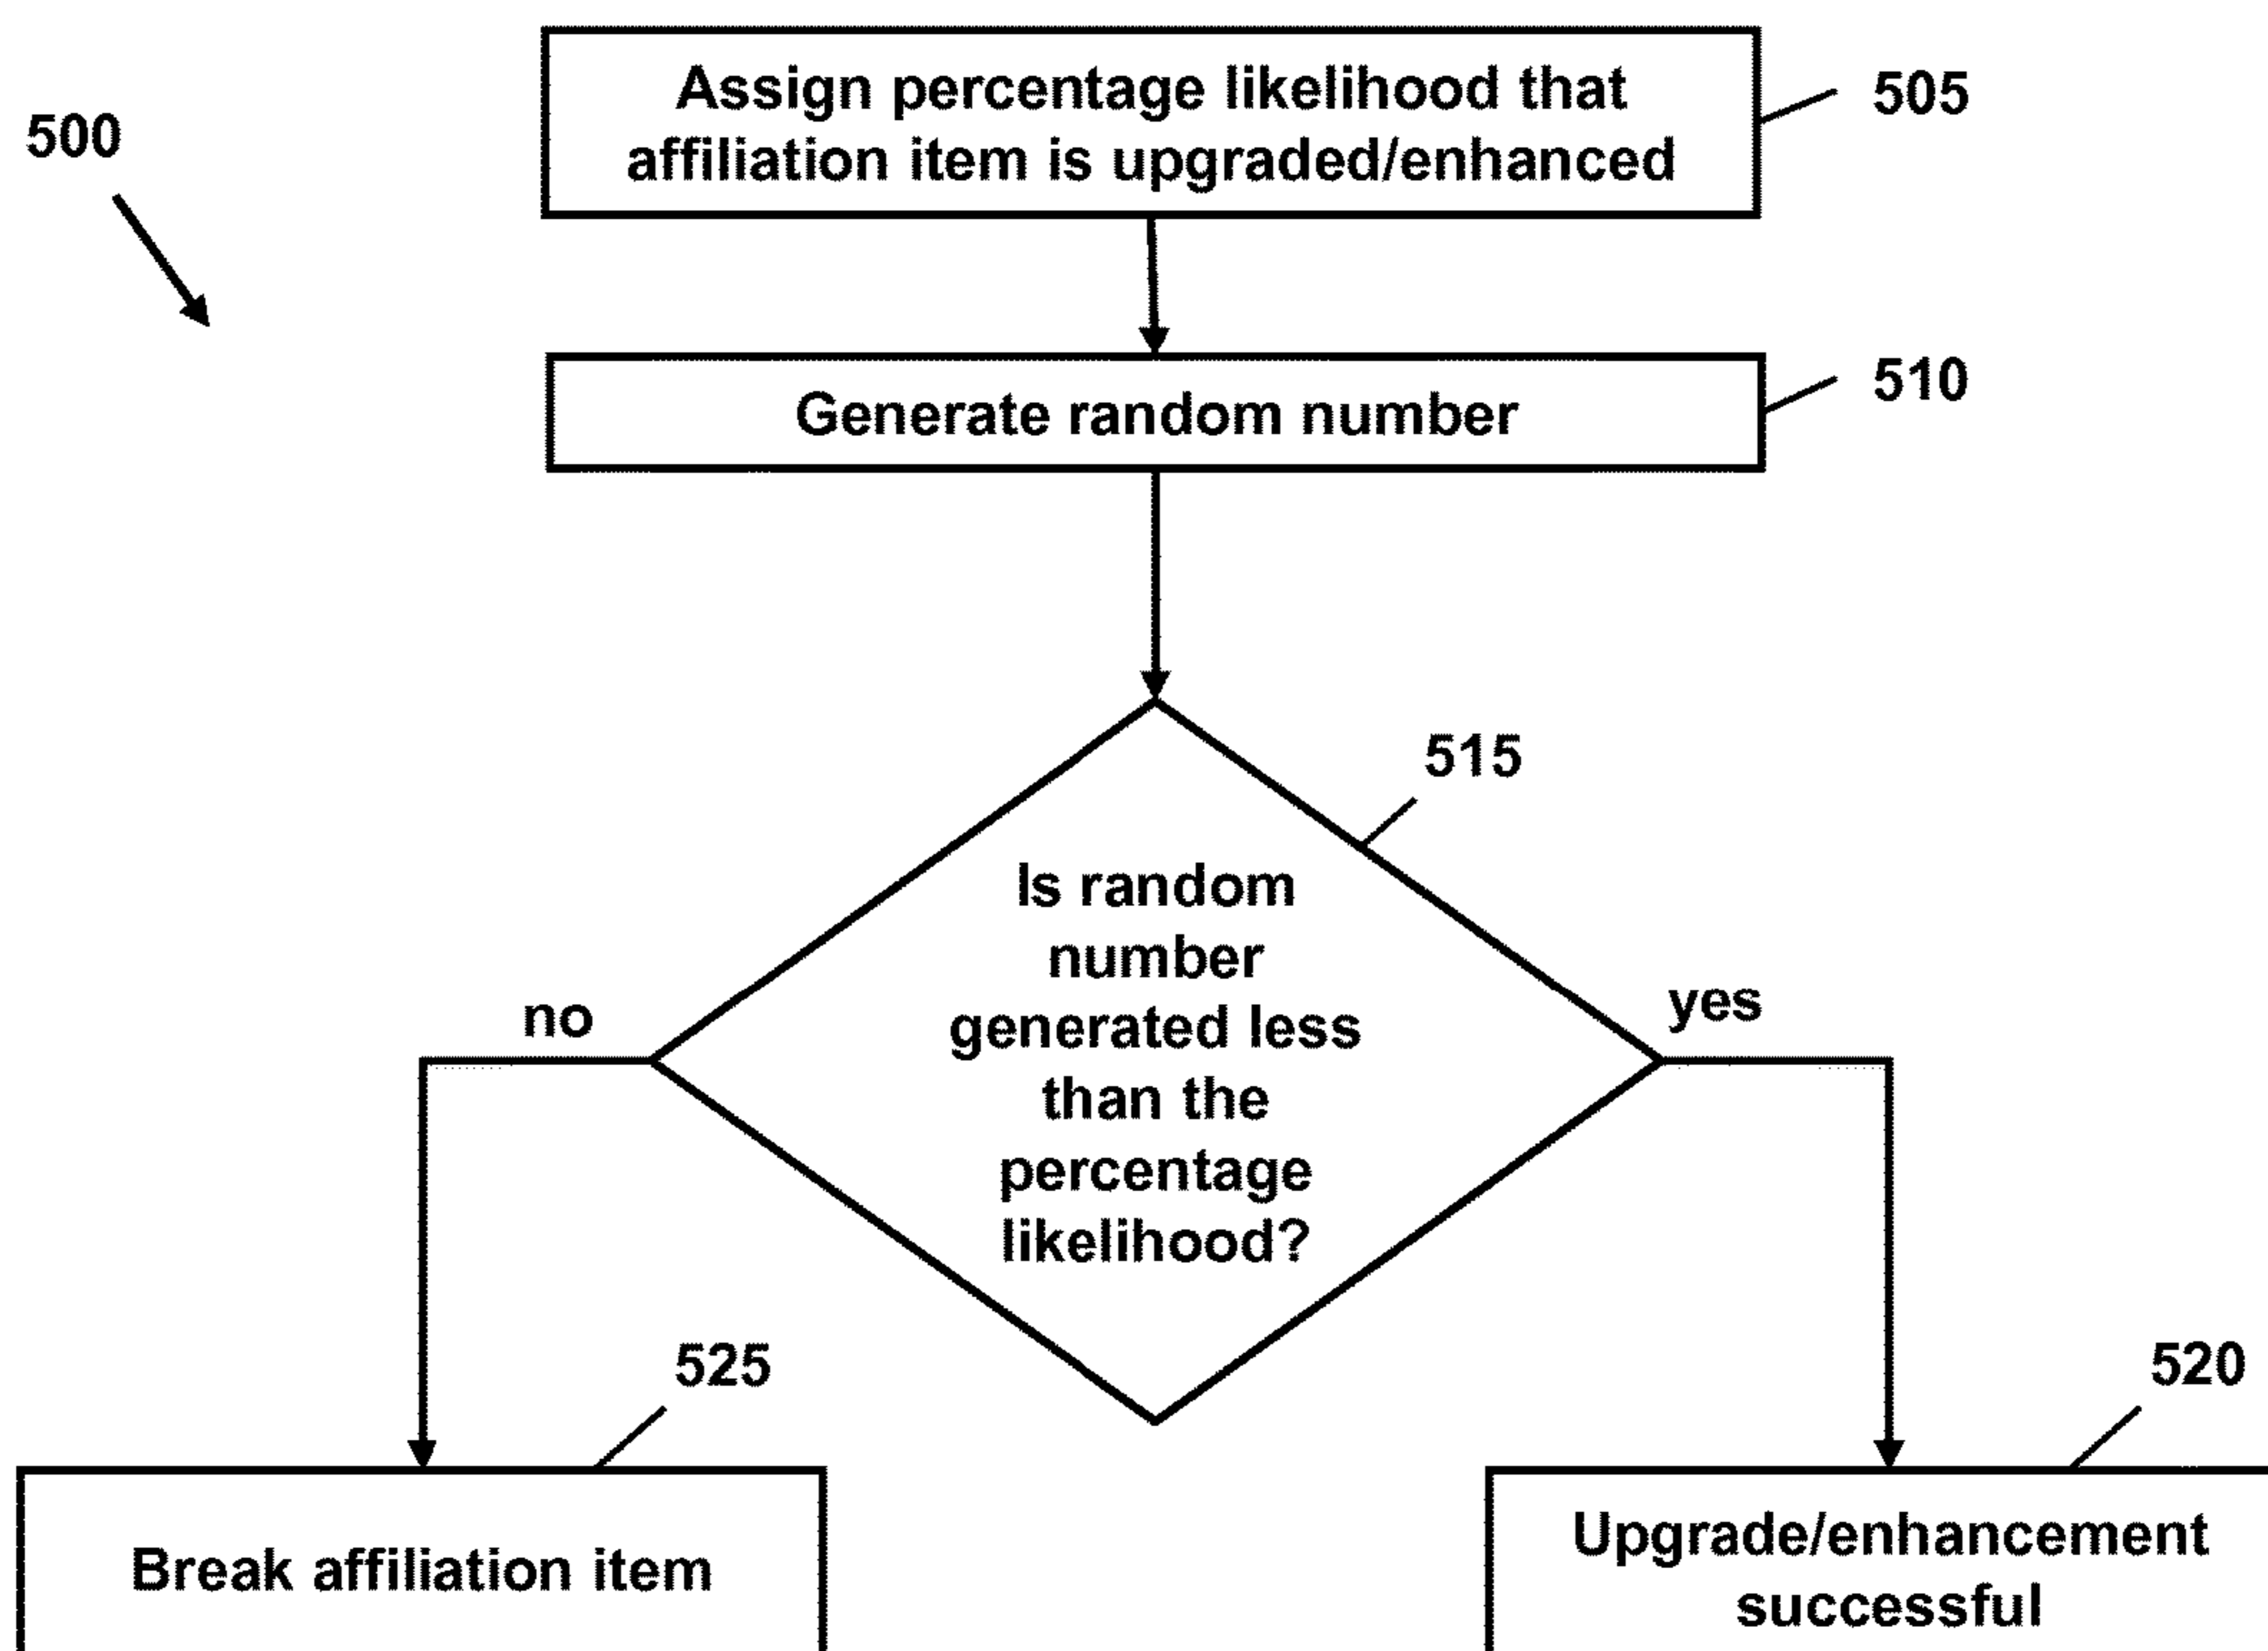 Assign percentage likelihood that
affiliation item is upgraded/enhanced
505
500
Generate random number
510
515
Is random
number
generated less
than the
percentage
likelihood?
no
yes
525
520
Break affiliation item
Upgrade/enhancement
successful